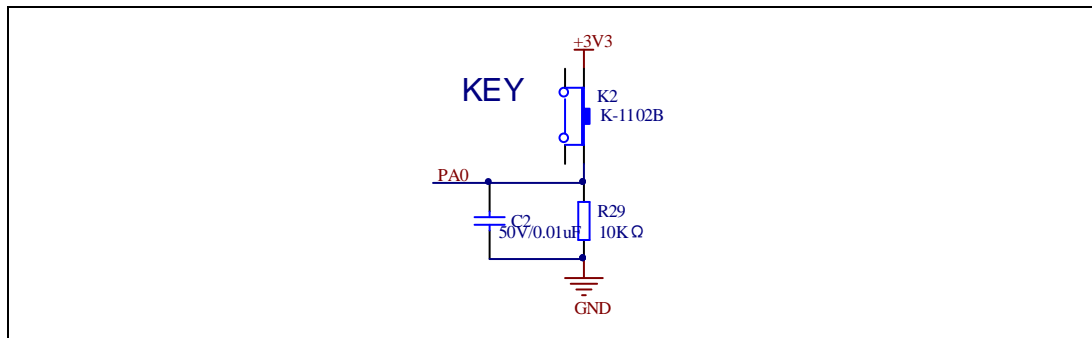 +3V3
KEY
K2
K-1102B
PA0
C2
50V/0.01uF
R29
10KΩ
GND